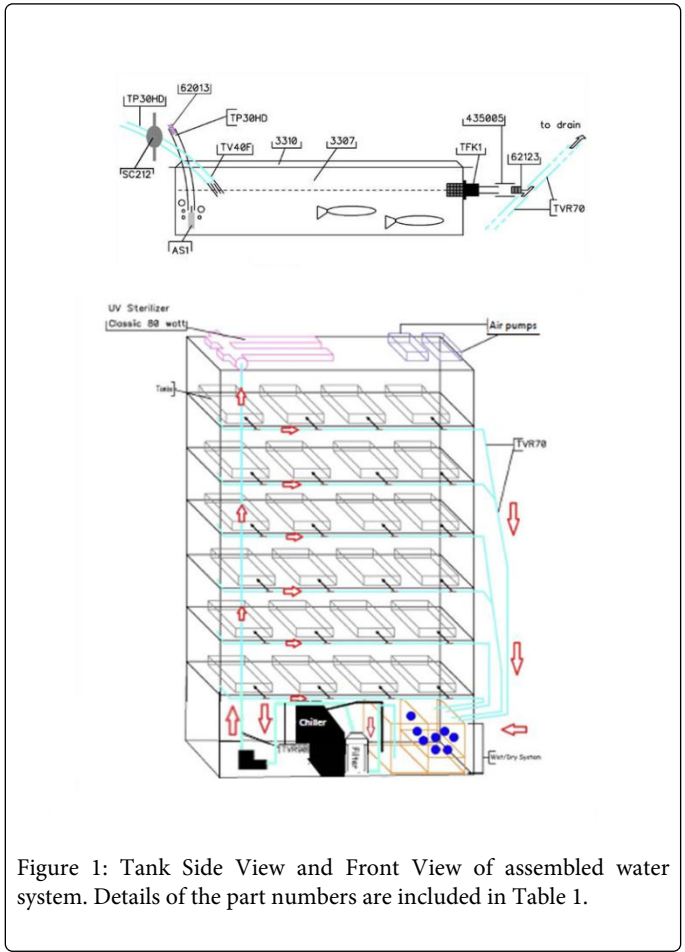 62013
TP30HD
TP30HD
435005
to drain
TV40F
3310
3307
TFK1
62123
SC212
TVR70
AS1
UV Sterilizer
Classic 80 watt
Air pumps
Tanks
TVR70
Chiller
TVR90
Filter
Wet/Dry System
Figure 1: Tank Side View and Front View of assembled water
system. Details of the part numbers are included in Table 1.